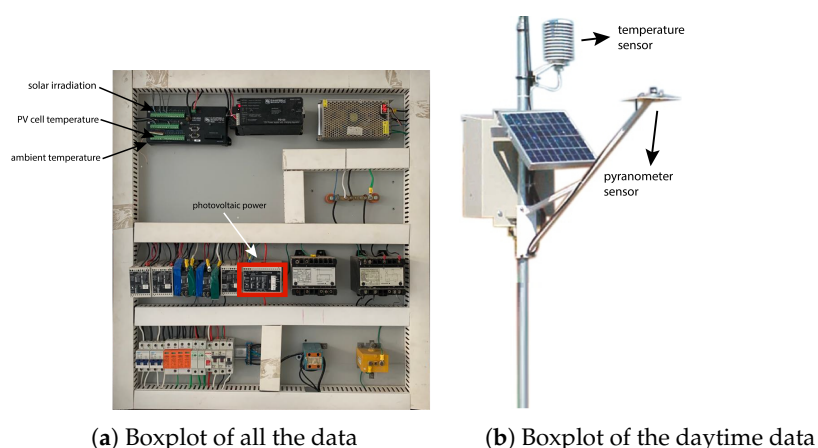 temperature
sensor
solar irradiation
PV cell temperature
ambient temperature
pyranometer
sensor
photovoltaic power
(a) Boxplot of all the data
(b) Boxplot of the daytime data